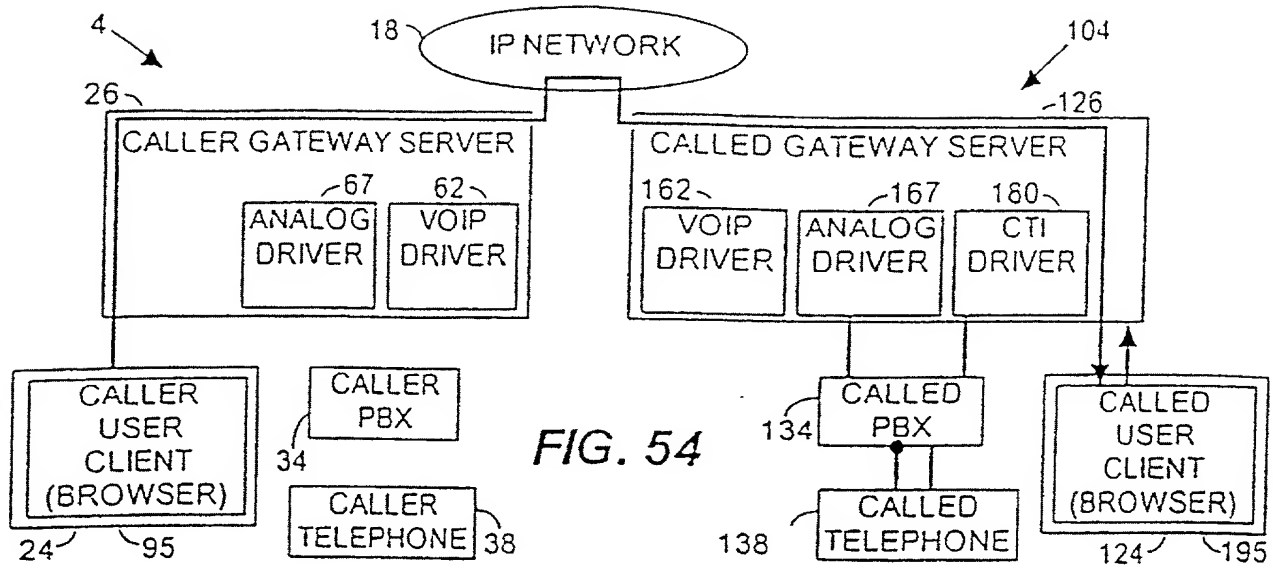 4
18
IP NETWORK
104
26
126
CALLER GATEWAY SERVER
CALLED GATEWAY SERVER
67
62
162
167
180
ANALOG
DRIVER
VOIP
DRIVER
VOIP
DRIVER
ANALOG
DRIVER
CTI
DRIVER
CALLER
USER
CLIENT
(BROWSER)
CALLER
PBX
34
FIG. 54
134
CALLED
PBX
CALLED
USER
CLIENT
(BROWSER)
CALLER
TELEPHONE
38
138
CALLED
TELEPHONE
24
95
124
195